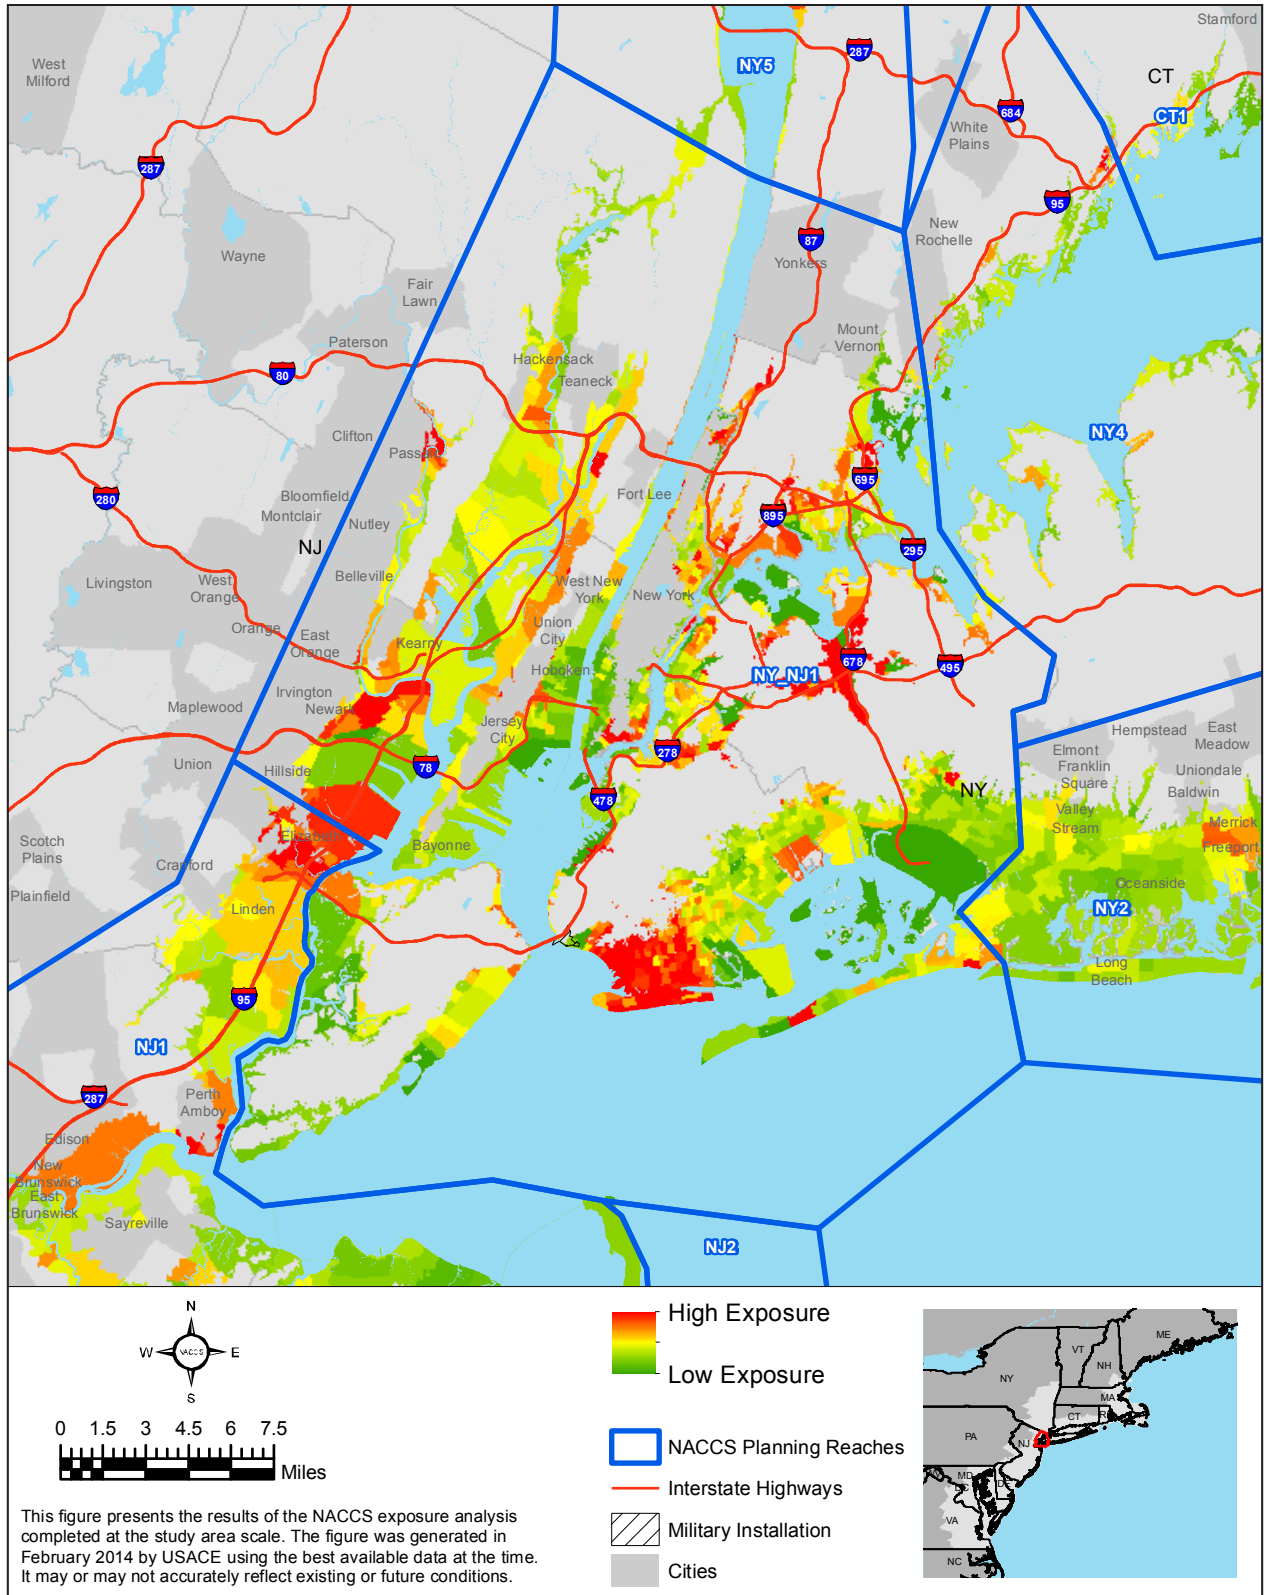 Stamford
West
Milford
NY5
287
CT
CT1
684
White
Plains
287
95
New
Rochelle
87
Yonkers
Wayne
Fair
Lawn
Mount
Vernon
Paterson
Hackensack
Teaneck
80
NY4
Clifton
Passaic
695
Fort Lee
280
Bloomfield
Montclair
Nutley
895
NJ
295
Livingston
West
Orange
Belleville
West New
York
New York
Orange
East
Orange
Kearny
Union
City
678
495
NY_NJ1
Hoboken
Irvington
Newark
Maplewood
Jersey
City
Hempstead
East
Meadow
278
Elmont
Franklin
Square
Uniondale
Union
Hillside
78
478
NY
Baldwin
Valley
Stream
Merrick
Freeport
Scotch
Plains
Elizabeth
Bayonne
Cranford
Plainfield
Linden
Oceanside
NY2
Long
Beach
95
NJ1
287
Perth
Amboy
Edison
New
Brunswick
East
Brunswick
Sayreville
NJ2
N
W
NACCS
E
S
0 1.5 3 4.5 6 7.5
Miles
This figure presents the results of the NACCS exposure analysis
completed at the study area scale. The figure was generated in
February 2014 by USACE using the best available data at the time.
It may or may not accurately reflect existing or future conditions.
High Exposure
Low Exposure
NACCS Planning Reaches
Interstate Highways
Military Installation
Cities
ME
VT
NH
NY
MA
CT
PA
NJ
MD
VA
NC